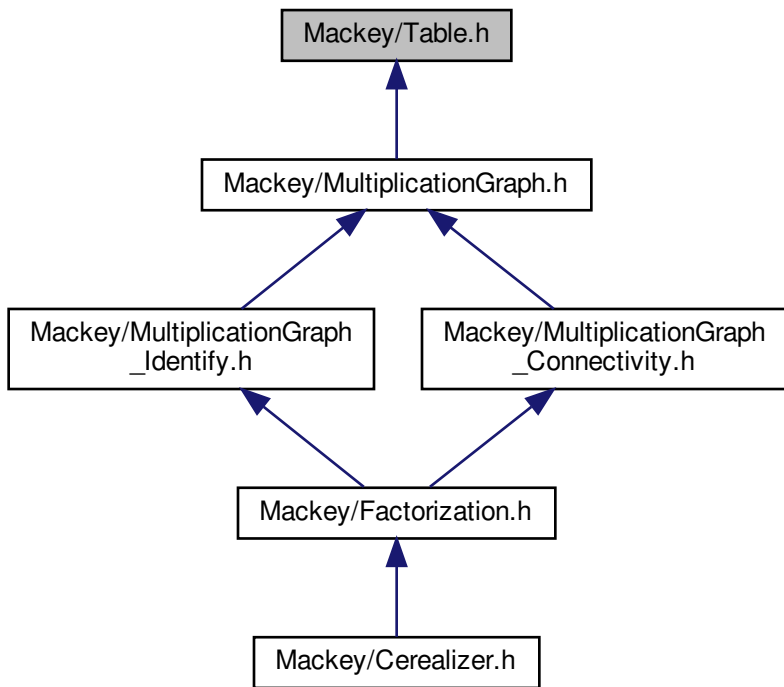 Mackey/Table.h
Mackey/MultiplicationGraph.h
Mackey/MultiplicationGraph
_Identify.h
Mackey/MultiplicationGraph
_Connectivity.h
Mackey/Factorization.h
Mackey/Cerealizer.h